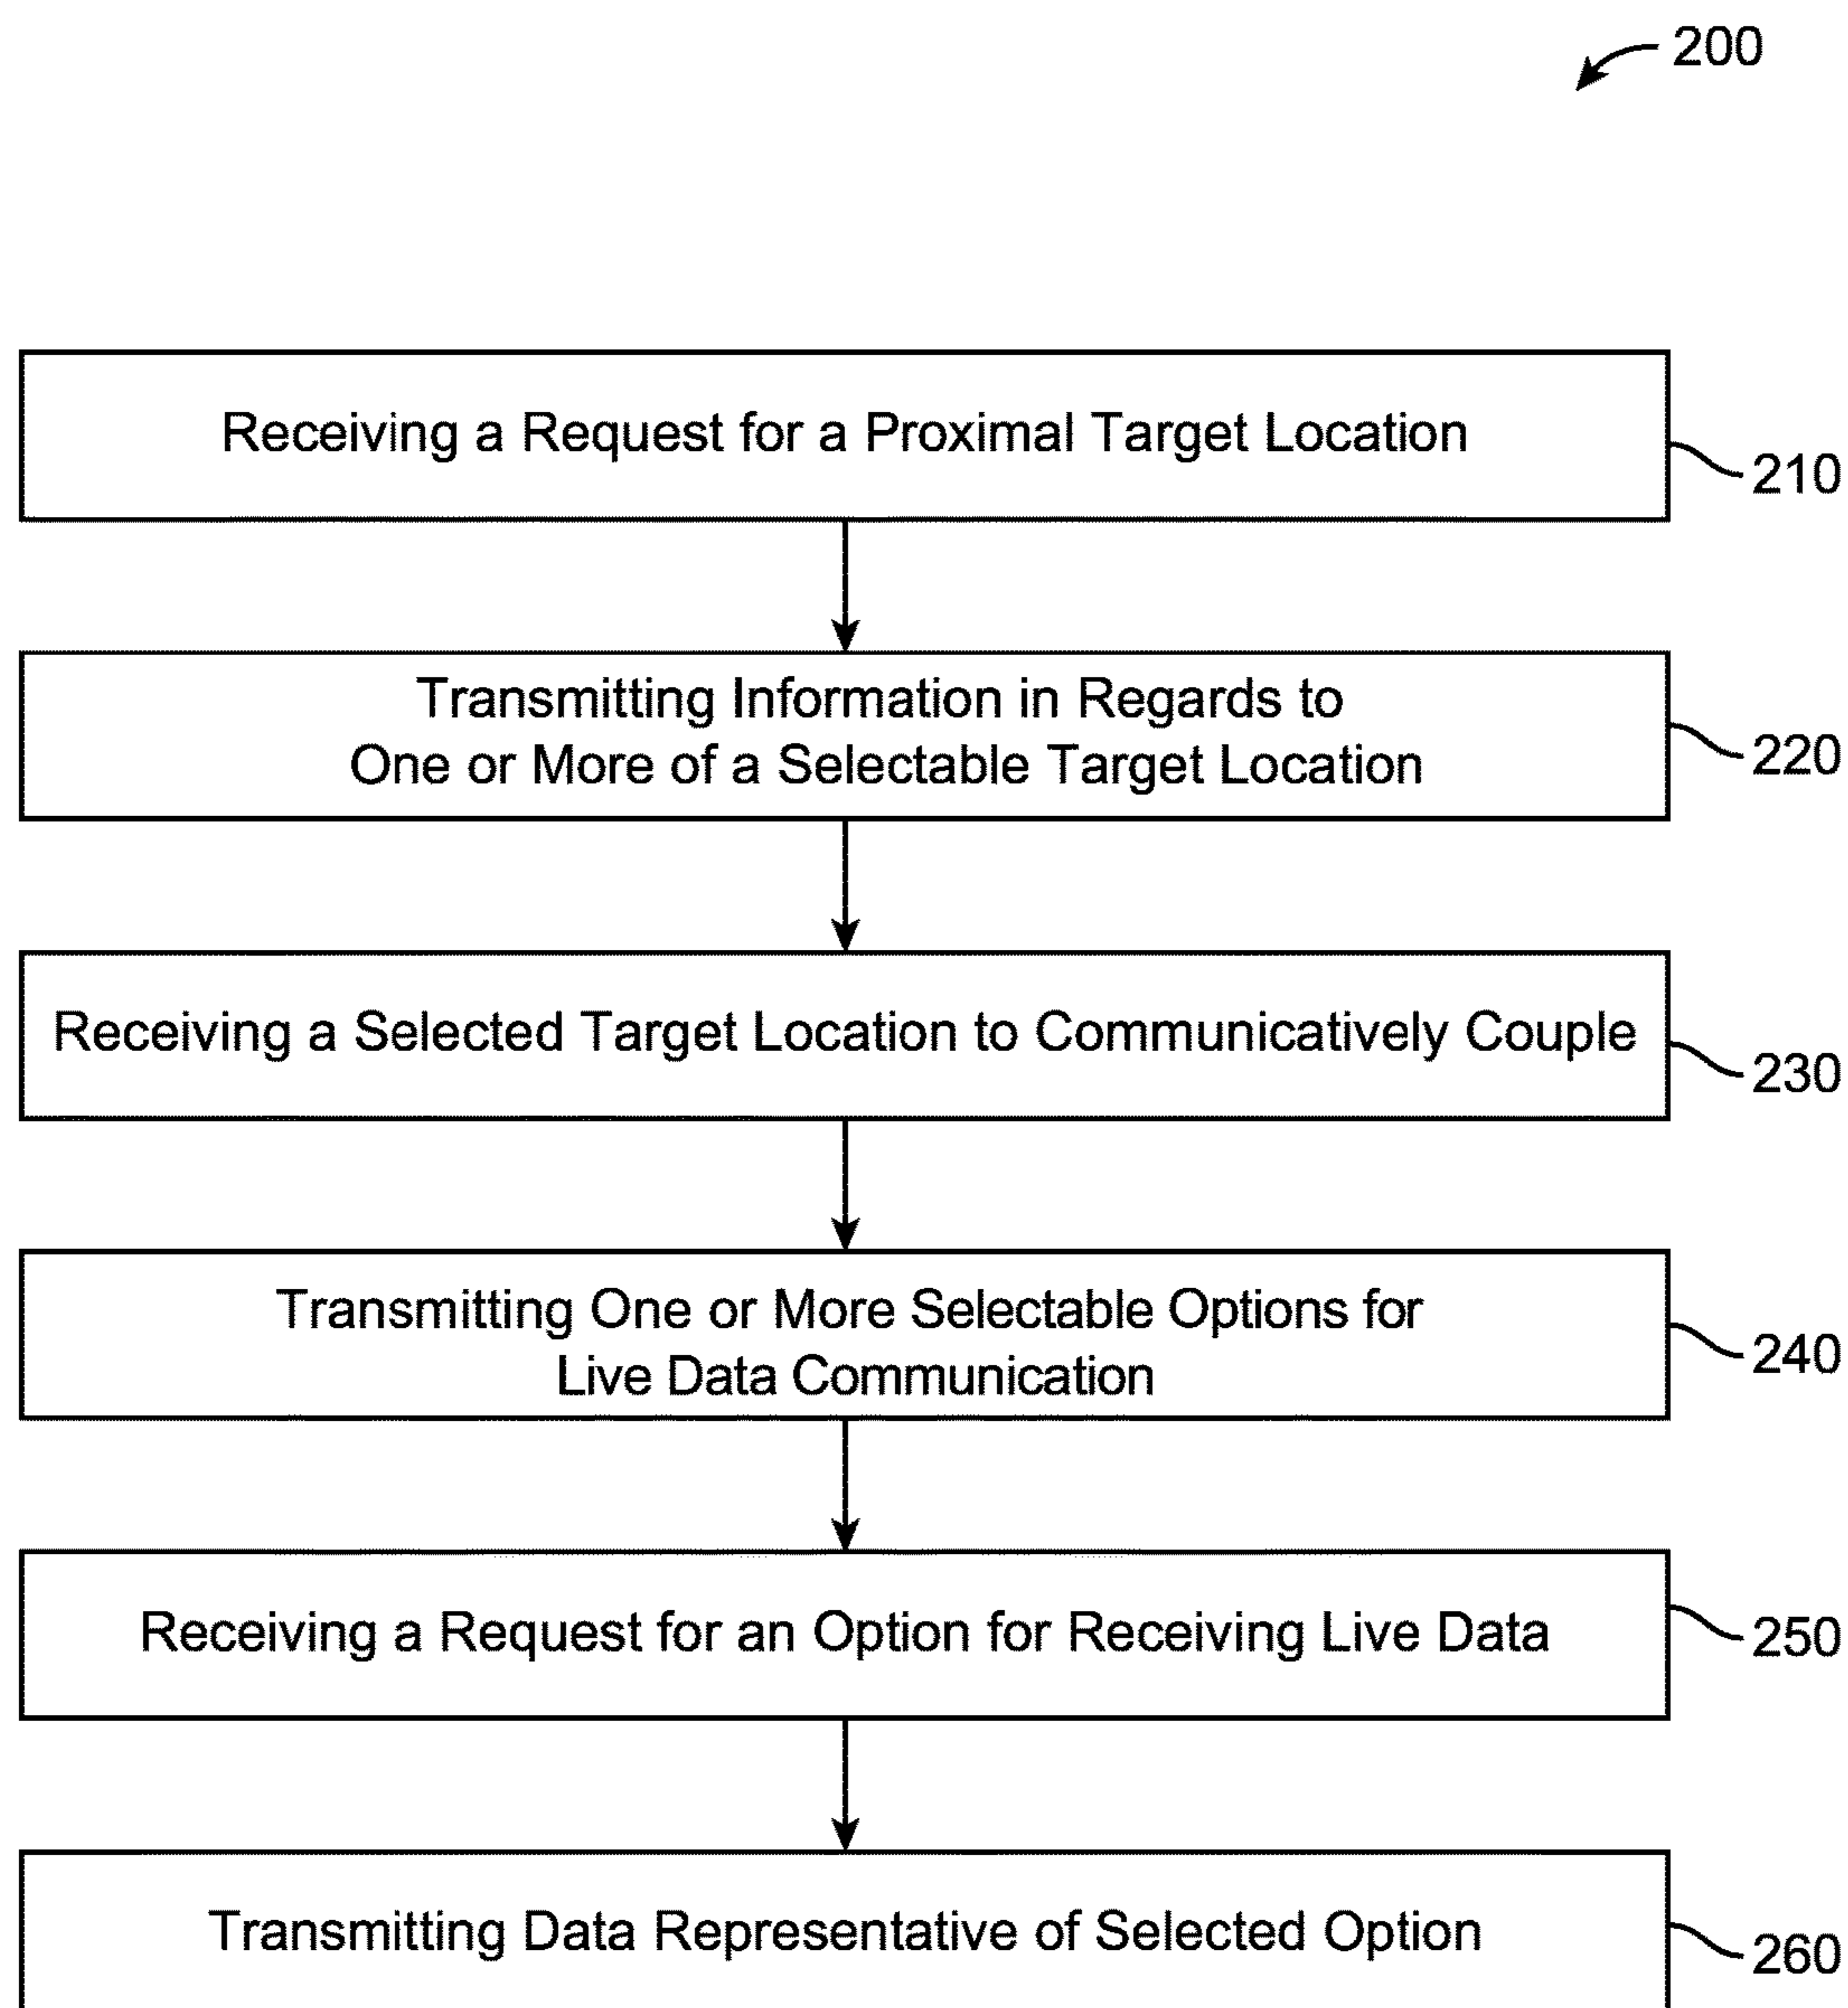 200
Receiving a Request for a Proximal Target Location
210
Transmitting Information in Regards to
One or More of a Selectable Target Location
220
Receiving a Selected Target Location to Communicatively Couple
230
Transmitting One or More Selectable Options for
Live Data Communication
240
Receiving a Request for an Option for Receiving Live Data
250
Transmitting Data Representative of Selected Option
260